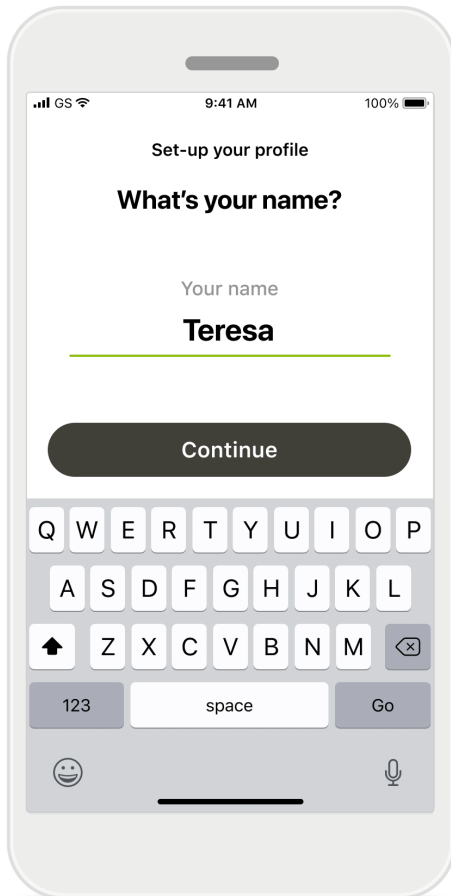 GS 9:41 AM 100%
Set-up your profile
What's your name?
Your name
Teresa
Continue
Q W E R T Y U I O P
A S D F G H J K L
Z X C V B N M
123 space Go